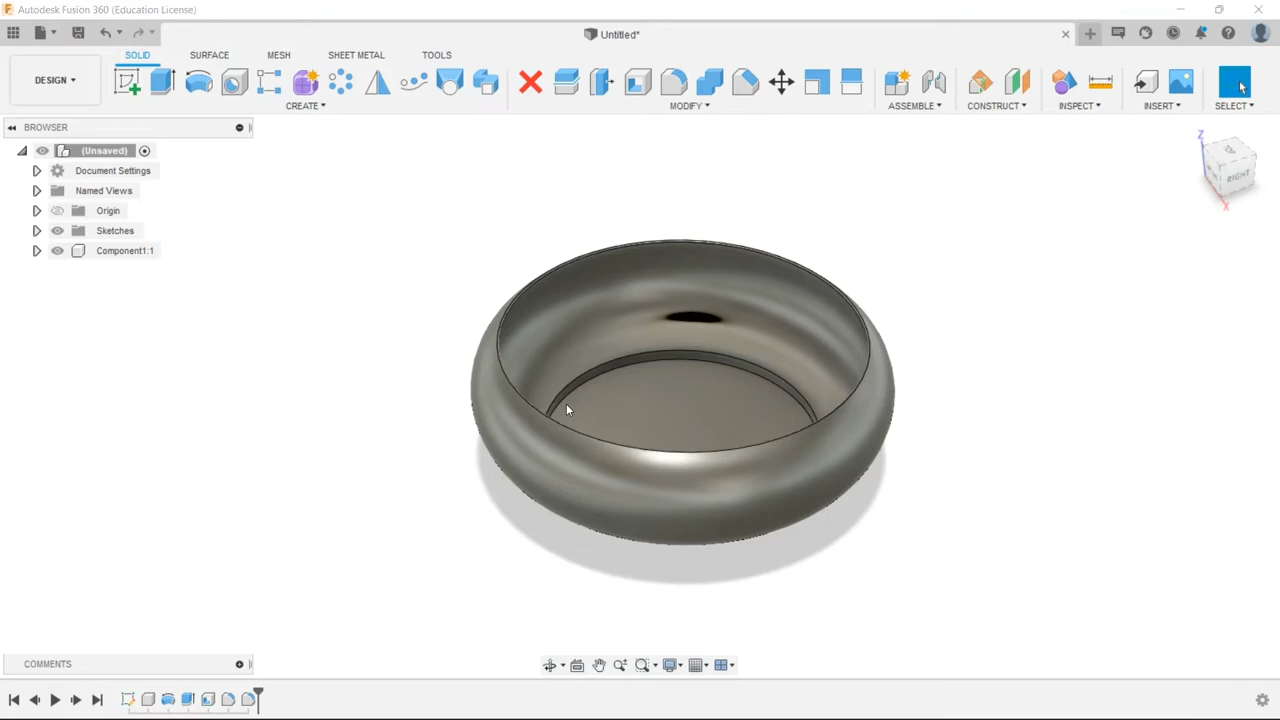 Autodesk Fusion 360 (Education License)
Untitled*
SOLID SURFACE MESH SHEET METAL TOOLS
DESIGN
CREATE MODIFY ASSEMBLE CONSTRUCT INSPECT INSERT SELECT
BROWSER
(Unsaved)
Document Settings
Named Views
Origin
Sketches
Component1:1
Z
RIGHT
X
COMMENTS